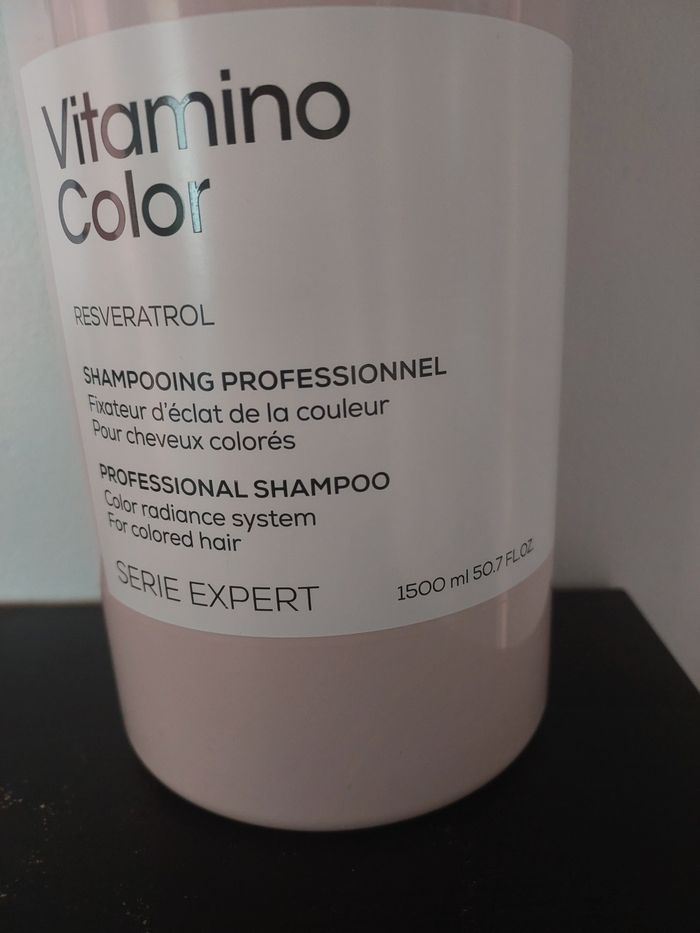 Vitamino
Color
RESVERATROL
SHAMPOOING PROFESSIONNEL
Fixateur d'éclat de la couleur
Pour cheveux colorés
PROFESSIONAL SHAMPOO
Color radiance system
For colored hair
SERIE EXPERT
1500 ml 50.7 FL.OZ